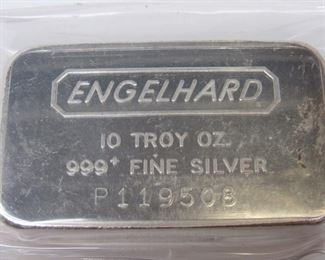 ENGELHARD
10 TROY OZ.
999+ FINE SILVER
P119508